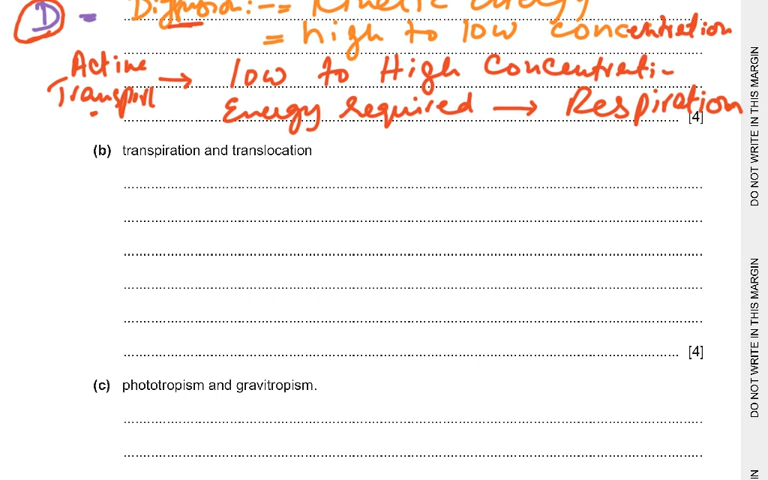 D = Diffusion:- = Kinetic energy
= high to low concentration
Active Transport → low to High Concentrati-
Energy required → Respiration
[4]
(b) transpiration and translocation
[4]
(c) phototropism and gravitropism.
DO NOT WRITE IN THIS MARGIN
DO NOT WRITE IN THIS MARGIN
IN